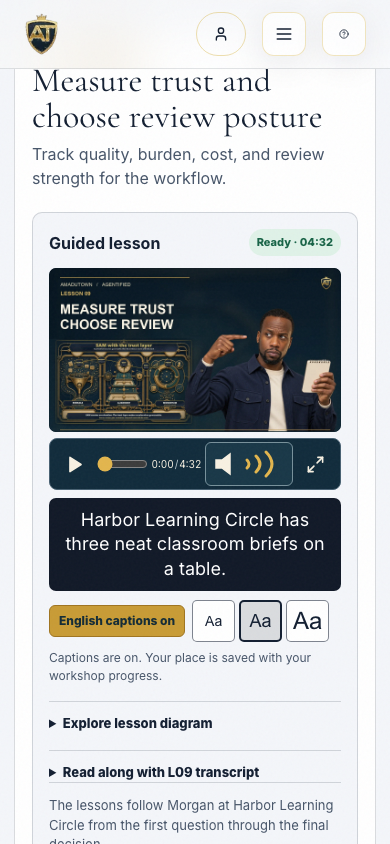 AT
Measure trust and
choose review posture
Track quality, burden, cost, and review
strength for the workflow.
Guided lesson
Ready · 04:32
AMADUTOWN / AGENTIFIED
LESSON 09
MEASURE TRUST
CHOOSE REVIEW
0:00/4:32
Harbor Learning Circle has
three neat classroom briefs on
a table.
English captions on
Aa
Aa
Aa
Captions are on. Your place is saved with your
workshop progress.
Explore lesson diagram
Read along with L09 transcript
The lessons follow Morgan at Harbor Learning
Circle from the first question through the final
decision.